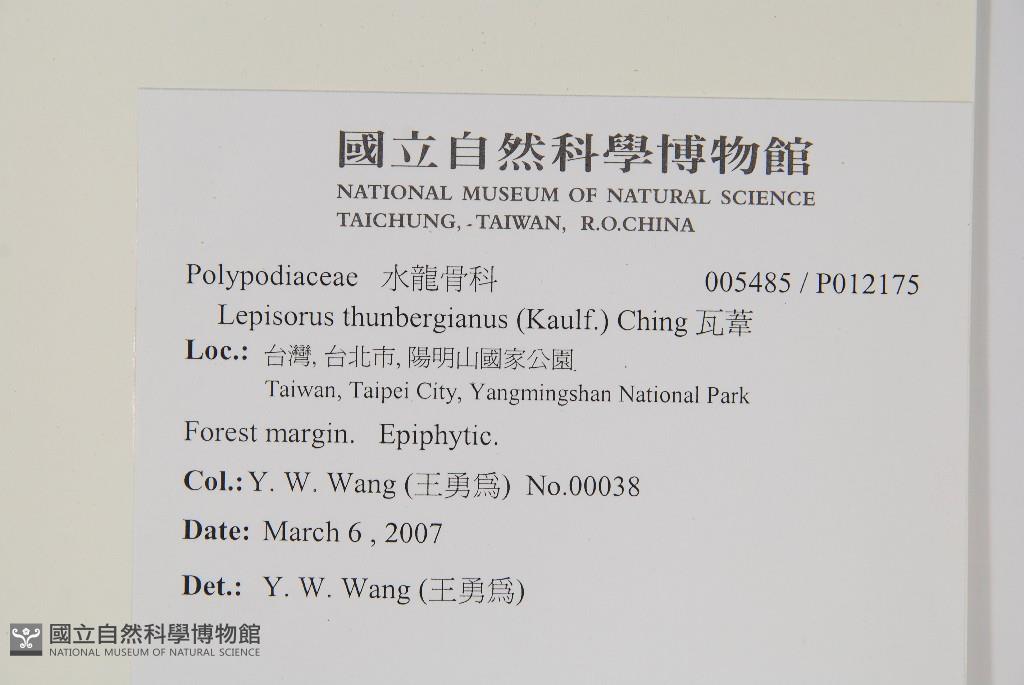 國立自然科學博物館
NATIONAL MUSEUM OF NATURAL SCIENCE
TAICHUNG, - TAIWAN, R.O.CHINA
Polypodiaceae 水龍骨科 005485 / P012175
Lepisorus thunbergianus (Kaulf.) Ching 瓦葦
Loc.: 台灣, 台北市, 陽明山國家公園
Taiwan, Taipei City, Yangmingshan National Park
Forest margin. Epiphytic.
Col.: Y. W. Wang (王勇為) No.00038
Date: March 6 , 2007
Det.: Y. W. Wang (王勇為)
國立自然科學博物館
NATIONAL MUSEUM OF NATURAL SCIENCE